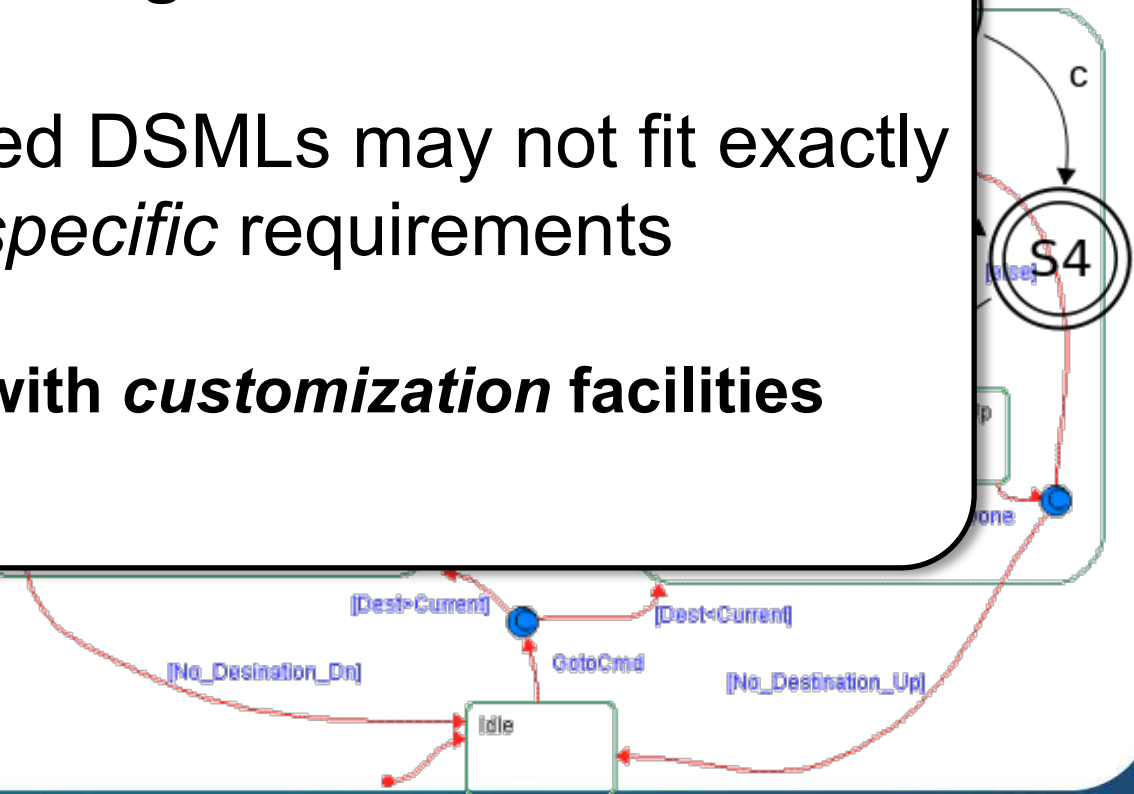 g
c
ed DSMLs may not fit exactly
specific requirements
S4
[else]
with customization facilities
p
one
[Dest>Current]
[Dest<Current]
GotoCmd
[No_Desination_Dn]
[No_Destination_Up]
Idle